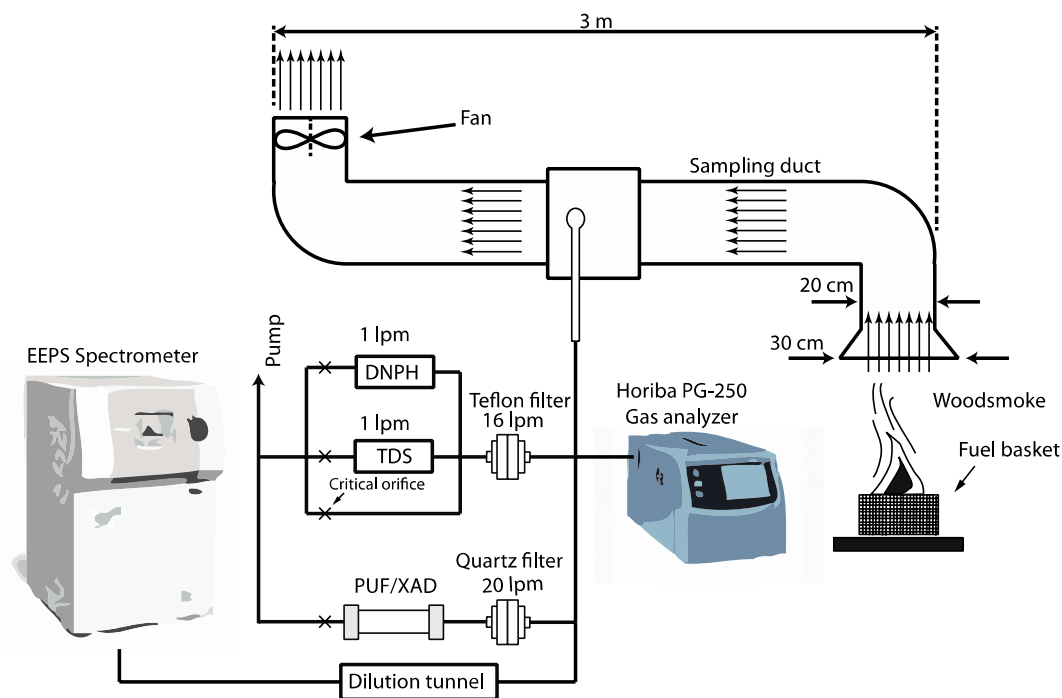 3 m
Fan
Sampling duct
20 cm
30 cm
Pump
1 lpm
EEPS Spectrometer
DNPH
Teflon filter
16 lpm
Horiba PG-250
Gas analyzer
Woodsmoke
1 lpm
TDS
Fuel basket
Critical orifice
Quartz filter
20 lpm
PUF/XAD
Dilution tunnel